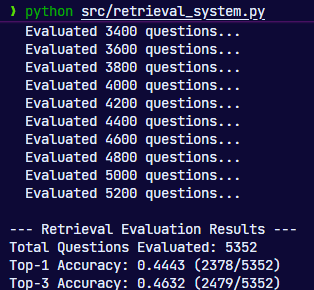 ❯ python src/retrieval_system.py
Evaluated 3400 questions...
Evaluated 3600 questions...
Evaluated 3800 questions...
Evaluated 4000 questions...
Evaluated 4200 questions...
Evaluated 4400 questions...
Evaluated 4600 questions...
Evaluated 4800 questions...
Evaluated 5000 questions...
Evaluated 5200 questions...

--- Retrieval Evaluation Results ---
Total Questions Evaluated: 5352
Top-1 Accuracy: 0.4443 (2378/5352)
Top-3 Accuracy: 0.4632 (2479/5352)